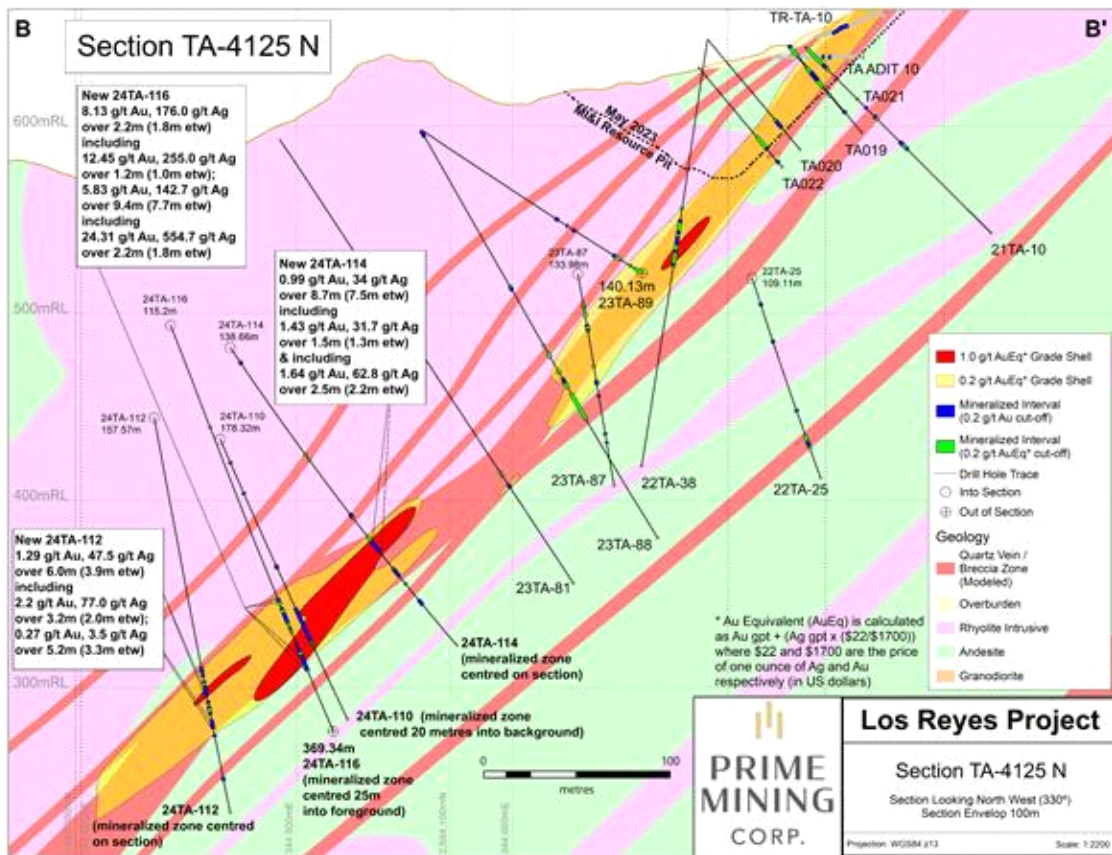 B
B'
Section TA-4125 N
New 24TA-116
8.13 g/t Au, 176.0 g/t Ag
over 2.2m (1.8m etw)
including
12.45 g/t Au, 255.0 g/t Ag
over 1.2m (1.0m etw);
5.83 g/t Au, 142.7 g/t Ag
over 9.4m (7.7m etw)
including
24.31 g/t Au, 554.7 g/t Ag
over 2.2m (1.8m etw)
New 24TA-114
0.99 g/t Au, 34 g/t Ag
over 8.7m (7.5m etw)
including
1.43 g/t Au, 31.7 g/t Ag
over 1.5m (1.3m etw)
& including
1.64 g/t Au, 62.8 g/t Ag
over 2.5m (2.2m etw)
New 24TA-112
1.29 g/t Au, 47.5 g/t Ag
over 6.0m (3.9m etw)
including
2.2 g/t Au, 77.0 g/t Ag
over 3.2m (2.0m etw);
0.27 g/t Au, 3.5 g/t Ag
over 5.2m (3.3m etw)
600mRL
500mRL
400mRL
300mRL
TR-TA-10
TA ADIT 10
TA021
TA019
TA020
TA022
21TA-10
May 2023
MI&I Resource Pit
23TA-87
133.98m
140.13m
23TA-89
22TA-25
109.11m
24TA-116
115.2m
24TA-114
138.66m
24TA-110
178.32m
24TA-112
157.57m
23TA-87
22TA-38
22TA-25
23TA-88
23TA-81
24TA-114
(mineralized zone
centred on section)
24TA-110 (mineralized zone
centred 20 metres into background)
369.34m
24TA-116
(mineralized zone
centred 25m
into foreground)
24TA-112
(mineralized zone centred
on section)
0
100
metres
344,600mE
1.0 g/t AuEq* Grade Shell
0.2 g/t AuEq* Grade Shell
Mineralized Interval
(0.2 g/t Au cut-off)
Mineralized Interval
(0.2 g/t AuEq* cut-off)
Drill Hole Trace
Into Section
Out of Section
Geology
Quartz Vein /
Breccia Zone
(Modeled)
Overburden
Rhyolite Intrusive
Andesite
Granodiorite
* Au Equivalent (AuEq) is calculated
as Au gpt + (Ag gpt x ($22/$1700))
where $22 and $1700 are the price
of one ounce of Ag and Au
respectively (in US dollars)
PRIME
MINING
CORP.
Los Reyes Project
Section TA-4125 N
Section Looking North West (330°)
Section Envelop 100m
Projection: WGS84 z13
Scale: 1:2200